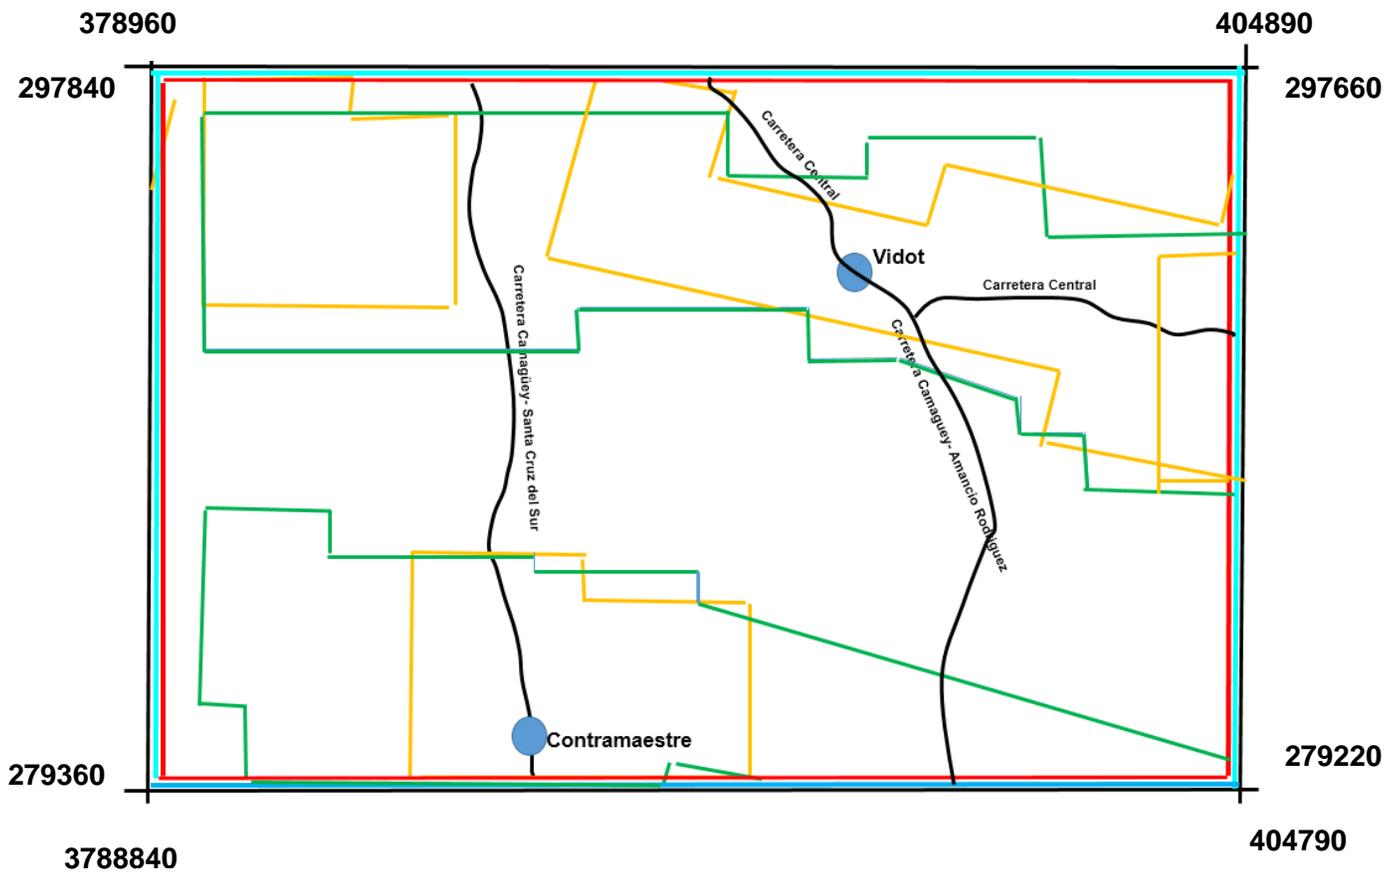 378960
404890
297840
297660
Carretera Central
Vidot
Carretera Central
Carretera Camagüey- Santa Cruz del Sur
Carretera Camaguey- Amancio Rodríguez
Contramaestre
279360
279220
3788840
404790